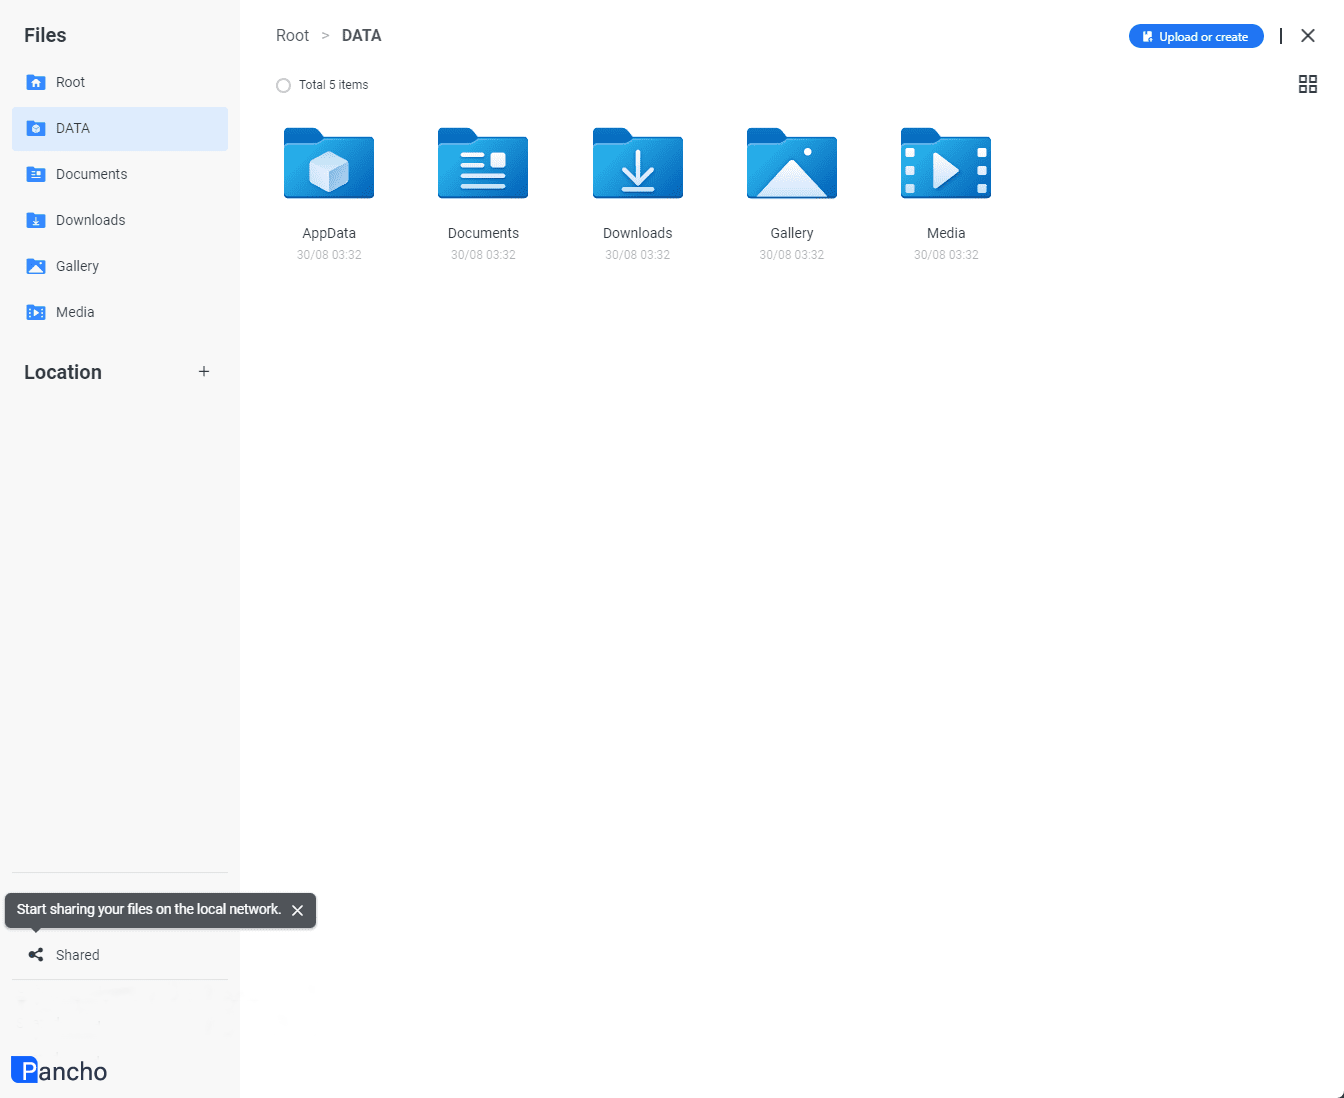 Files
Root
DATA
Documents
Downloads
Gallery
Media
Location
Start sharing your files on the local network.
Shared
Pancho
Root > DATA
Upload or create
Total 5 items
AppData
30/08 03:32
Documents
30/08 03:32
Downloads
30/08 03:32
Gallery
30/08 03:32
Media
30/08 03:32